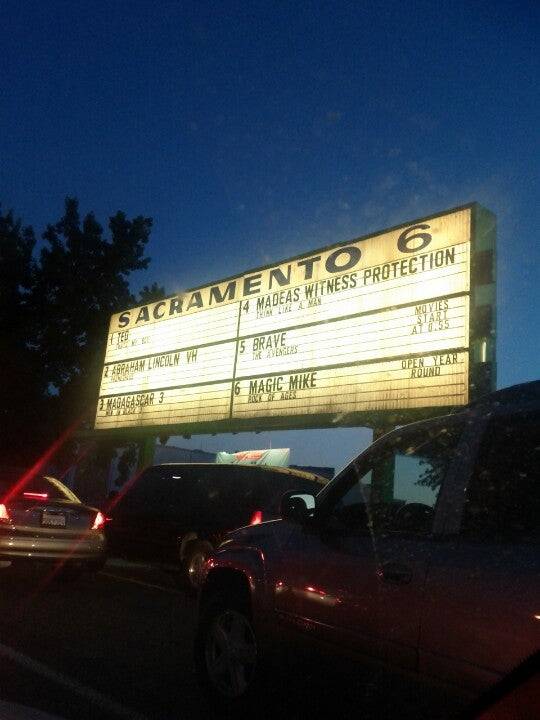 SACRAMENTO 6
1 TED
2 ABRAHAM LINCOLN VH
3 MADAGASCAR 3
4 MADEAS WITNESS PROTECTION
THINK LIKE A MAN
5 BRAVE
THE AVENGERS
6 MAGIC MIKE
ROCK OF AGES
MOVIES
START
AT 8:55
OPEN YEAR
ROUND